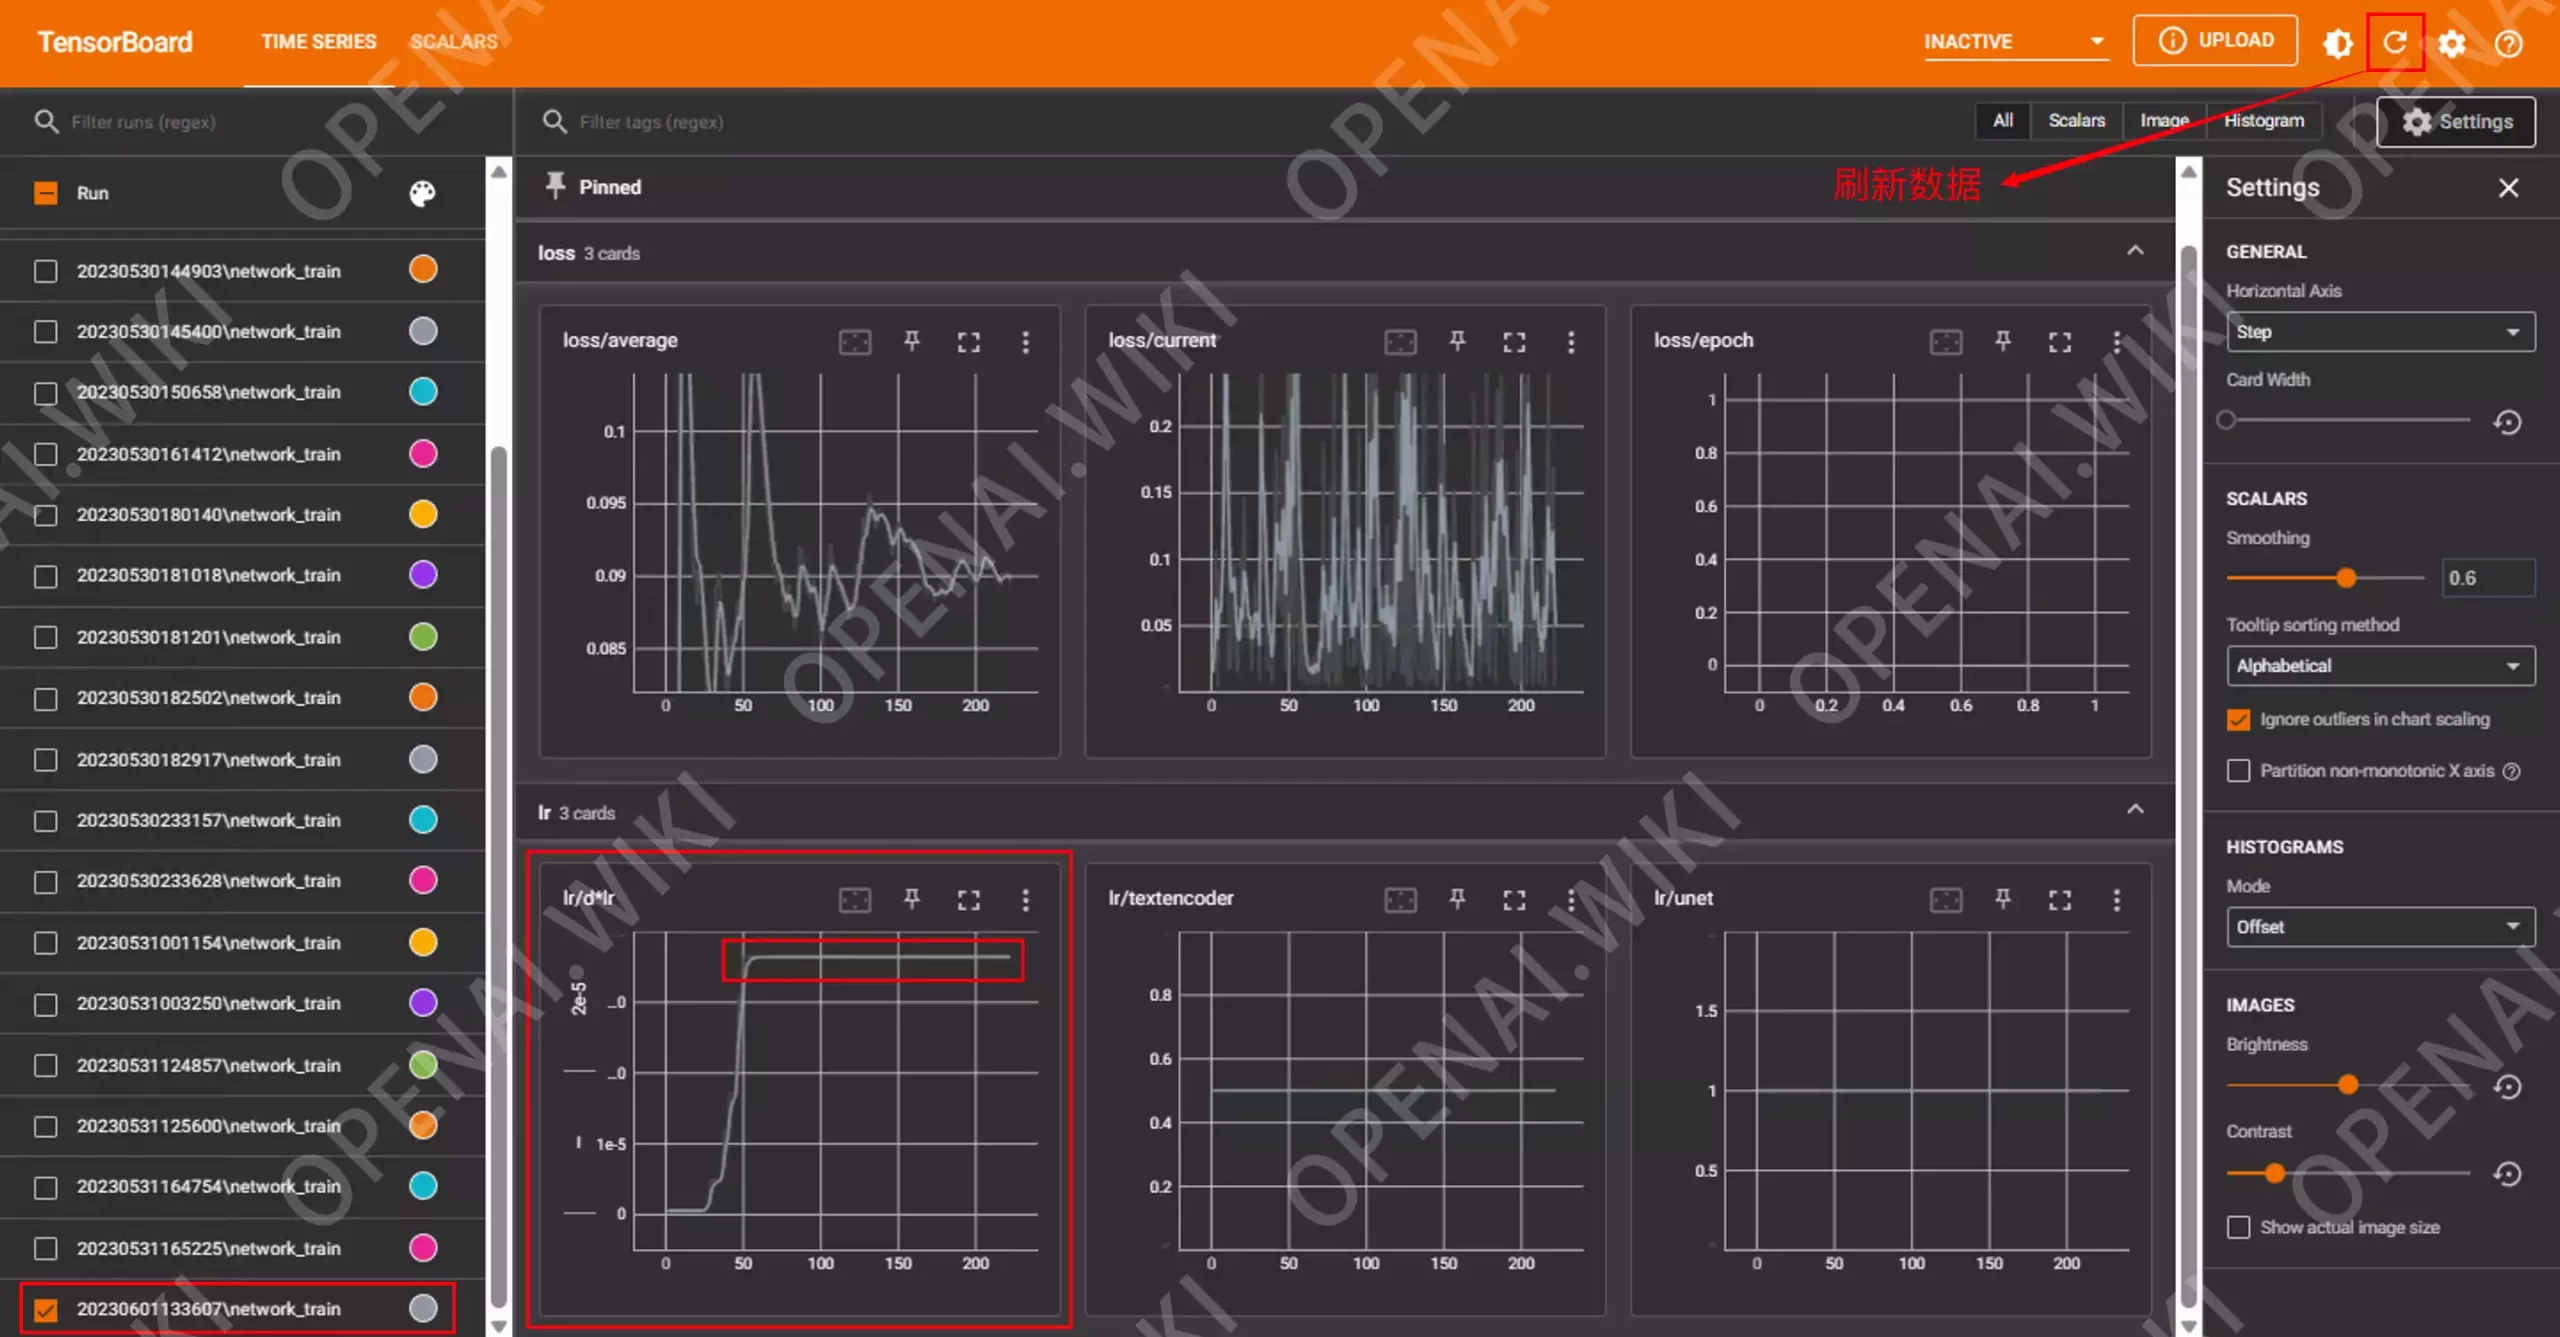 TensorBoard
TIME SERIES
SCALARS
INACTIVE
UPLOAD
Filter runs (regex)
Filter tags (regex)
All
Scalars
Image
Histogram
Settings
刷新数据
Run
20230530144903\network_train
20230530145400\network_train
20230530150658\network_train
20230530161412\network_train
20230530180140\network_train
20230530181018\network_train
20230530181201\network_train
20230530182502\network_train
20230530182917\network_train
20230530233157\network_train
20230530233628\network_train
20230531001154\network_train
20230531003250\network_train
20230531124857\network_train
20230531125600\network_train
20230531164754\network_train
20230531165225\network_train
20230601133607\network_train
Pinned
loss 3 cards
loss/average
0.1
0.095
0.09
0.085
0 50 100 150 200
loss/current
0.2
0.15
0.1
0.05
0 50 100 150 200
loss/epoch
1
0.8
0.6
0.4
0.2
0
0 0.2 0.4 0.6 0.8 1
lr 3 cards
lr/d*lr
2e-5
...0
...0
1e-5
0
0 50 100 150 200
lr/textencoder
0.8
0.6
0.4
0.2
0 50 100 150 200
lr/unet
1.5
1
0.5
0 50 100 150 200
Settings
GENERAL
Horizontal Axis
Step
Card Width
SCALARS
Smoothing
0.6
Tooltip sorting method
Alphabetical
Ignore outliers in chart scaling
Partition non-monotonic X axis
HISTOGRAMS
Mode
Offset
IMAGES
Brightness
Contrast
Show actual image size
OPENAI.WIKI